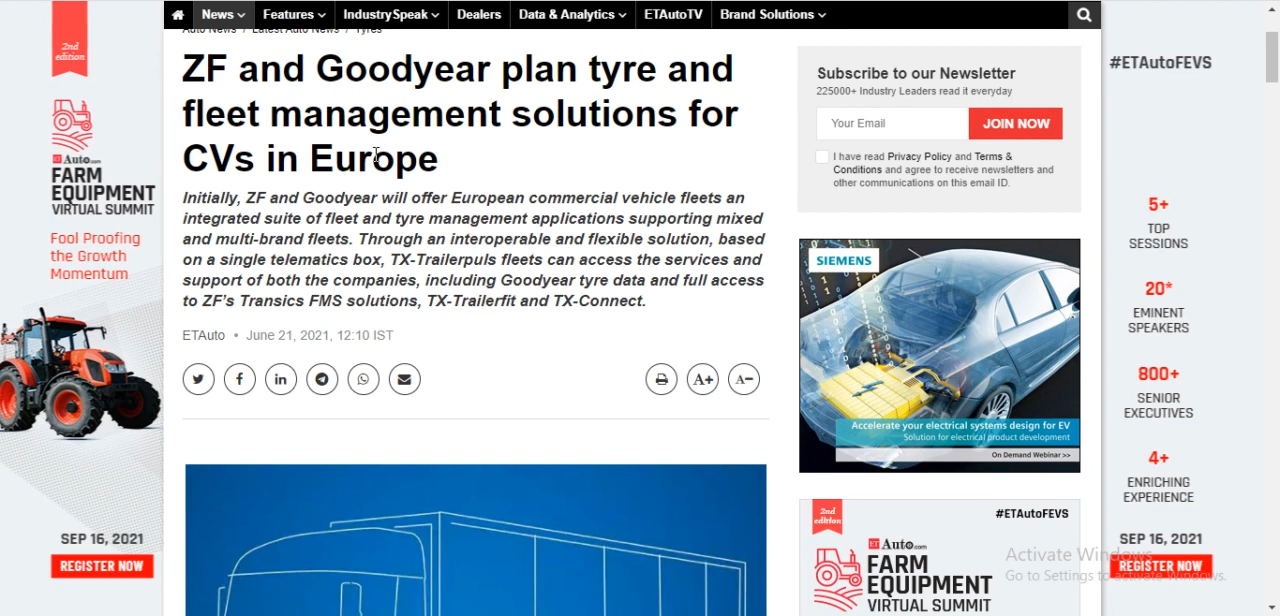 News
Features
IndustrySpeak
Dealers
Data & Analytics
ETAutoTV
Brand Solutions
Auto News / Latest Auto News / Tyres
ZF and Goodyear plan tyre and
fleet management solutions for
CVs in Europe
Initially, ZF and Goodyear will offer European commercial vehicle fleets an
integrated suite of fleet and tyre management applications supporting mixed
and multi-brand fleets. Through an interoperable and flexible solution, based
on a single telematics box, TX-Trailerpuls fleets can access the services and
support of both the companies, including Goodyear tyre data and full access
to ZF's Transics FMS solutions, TX-Trailerfit and TX-Connect.
ETAuto • June 21, 2021, 12:10 IST
A+
A−
Subscribe to our Newsletter
225000+ Industry Leaders read it everyday
Your Email
JOIN NOW
I have read Privacy Policy and Terms &
Conditions and agree to receive newsletters and
other communications on this email ID.
SIEMENS
Accelerate your electrical systems design for EV
Solution for electrical product development
On Demand Webinar >>
2nd
edition
#ETAutoFEVS
ET Auto.com
FARM
EQUIPMENT
VIRTUAL SUMMIT
2nd
edition
ET Auto.com
FARM
EQUIPMENT
VIRTUAL SUMMIT
Fool Proofing
the Growth
Momentum
SEP 16, 2021
REGISTER NOW
#ETAutoFEVS
5+
TOP
SESSIONS
20*
EMINENT
SPEAKERS
800+
SENIOR
EXECUTIVES
4+
ENRICHING
EXPERIENCE
SEP 16, 2021
REGISTER NOW
Activate Windows
Go to Settings to activate Windows.